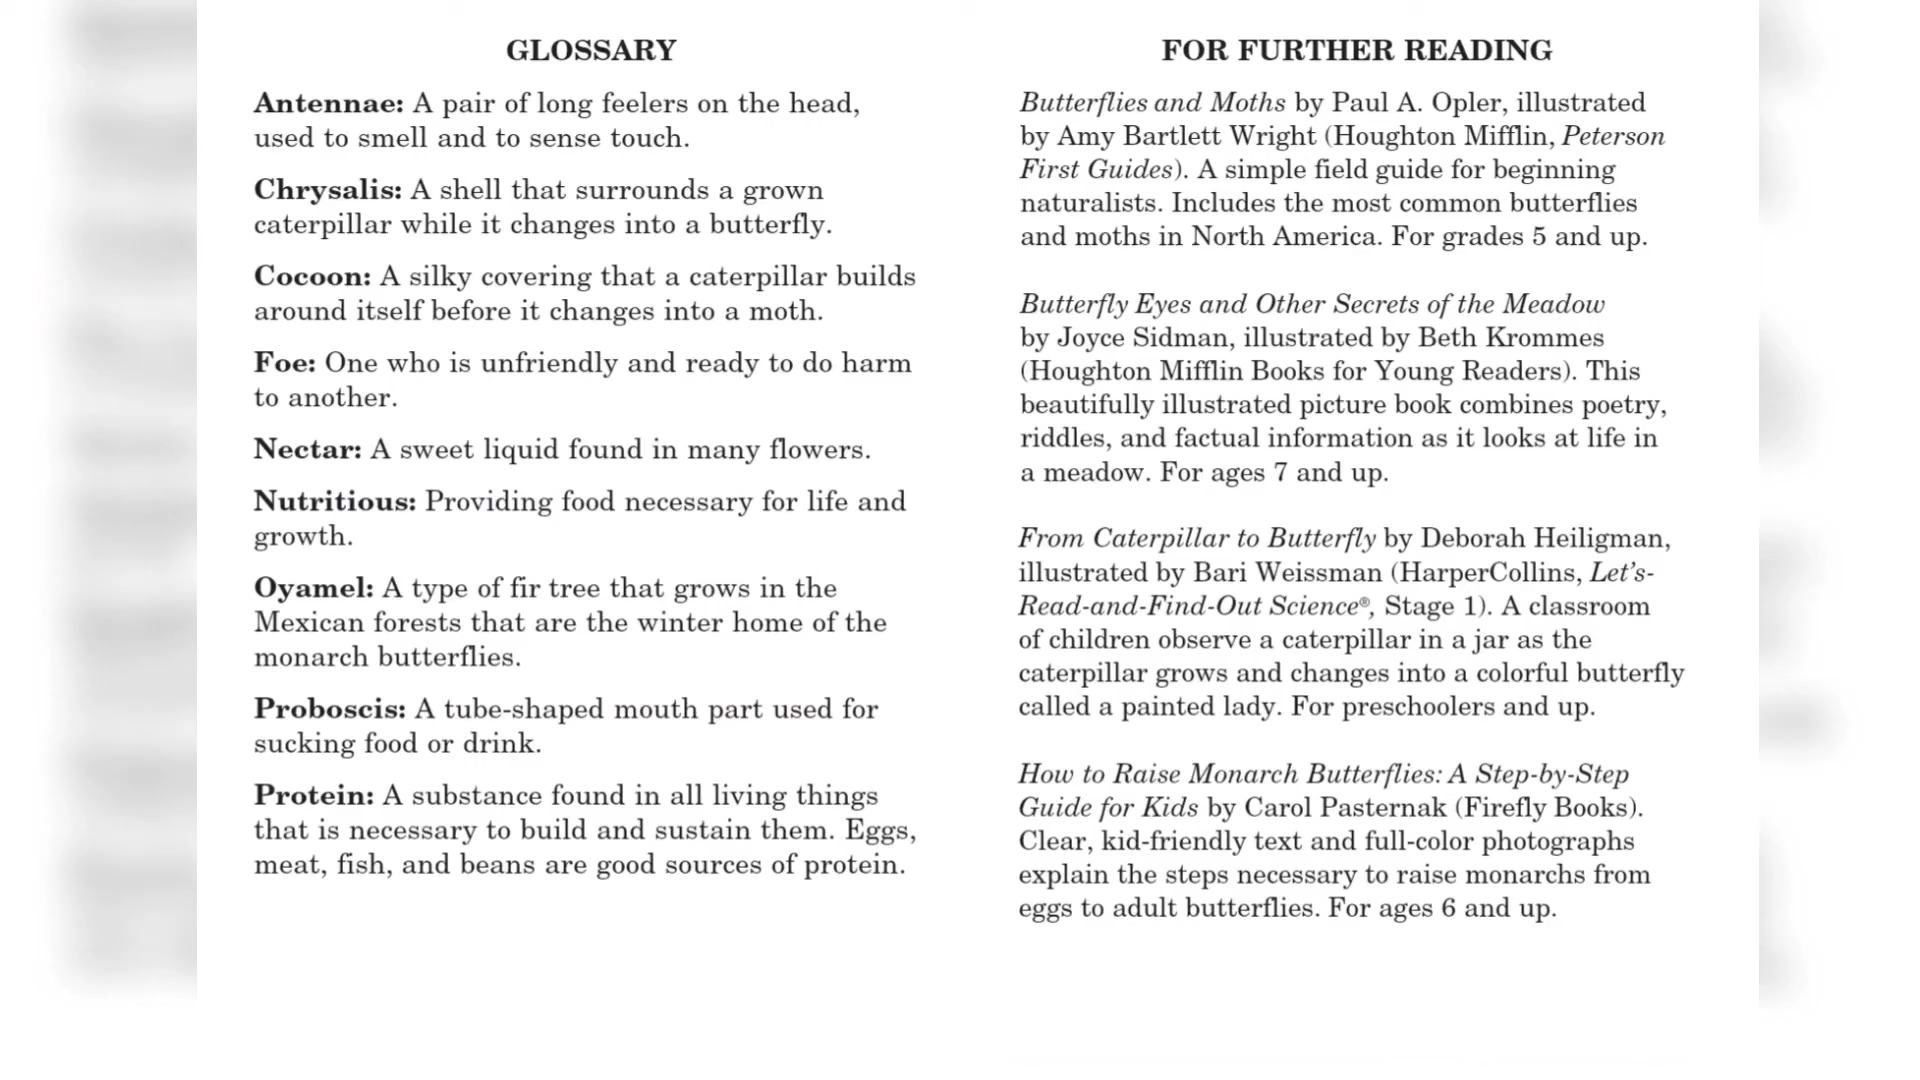 GLOSSARY
Antennae: A pair of long feelers on the head,
used to smell and to sense touch.
Chrysalis: A shell that surrounds a grown
caterpillar while it changes into a butterfly.
Cocoon: A silky covering that a caterpillar builds
around itself before it changes into a moth.
Foe: One who is unfriendly and ready to do harm
to another.
Nectar: A sweet liquid found in many flowers.
Nutritious: Providing food necessary for life and
growth.
Oyamel: A type of fir tree that grows in the
Mexican forests that are the winter home of the
monarch butterflies.
Proboscis: A tube-shaped mouth part used for
sucking food or drink.
Protein: A substance found in all living things
that is necessary to build and sustain them. Eggs,
meat, fish, and beans are good sources of protein.
FOR FURTHER READING
Butterflies and Moths by Paul A. Opler, illustrated
by Amy Bartlett Wright (Houghton Mifflin, Peterson
First Guides). A simple field guide for beginning
naturalists. Includes the most common butterflies
and moths in North America. For grades 5 and up.
Butterfly Eyes and Other Secrets of the Meadow
by Joyce Sidman, illustrated by Beth Krommes
(Houghton Mifflin Books for Young Readers). This
beautifully illustrated picture book combines poetry,
riddles, and factual information as it looks at life in
a meadow. For ages 7 and up.
From Caterpillar to Butterfly by Deborah Heiligman,
illustrated by Bari Weissman (HarperCollins, Let's-
Read-and-Find-Out Science®, Stage 1). A classroom
of children observe a caterpillar in a jar as the
caterpillar grows and changes into a colorful butterfly
called a painted lady. For preschoolers and up.
How to Raise Monarch Butterflies: A Step-by-Step
Guide for Kids by Carol Pasternak (Firefly Books).
Clear, kid-friendly text and full-color photographs
explain the steps necessary to raise monarchs from
eggs to adult butterflies. For ages 6 and up.